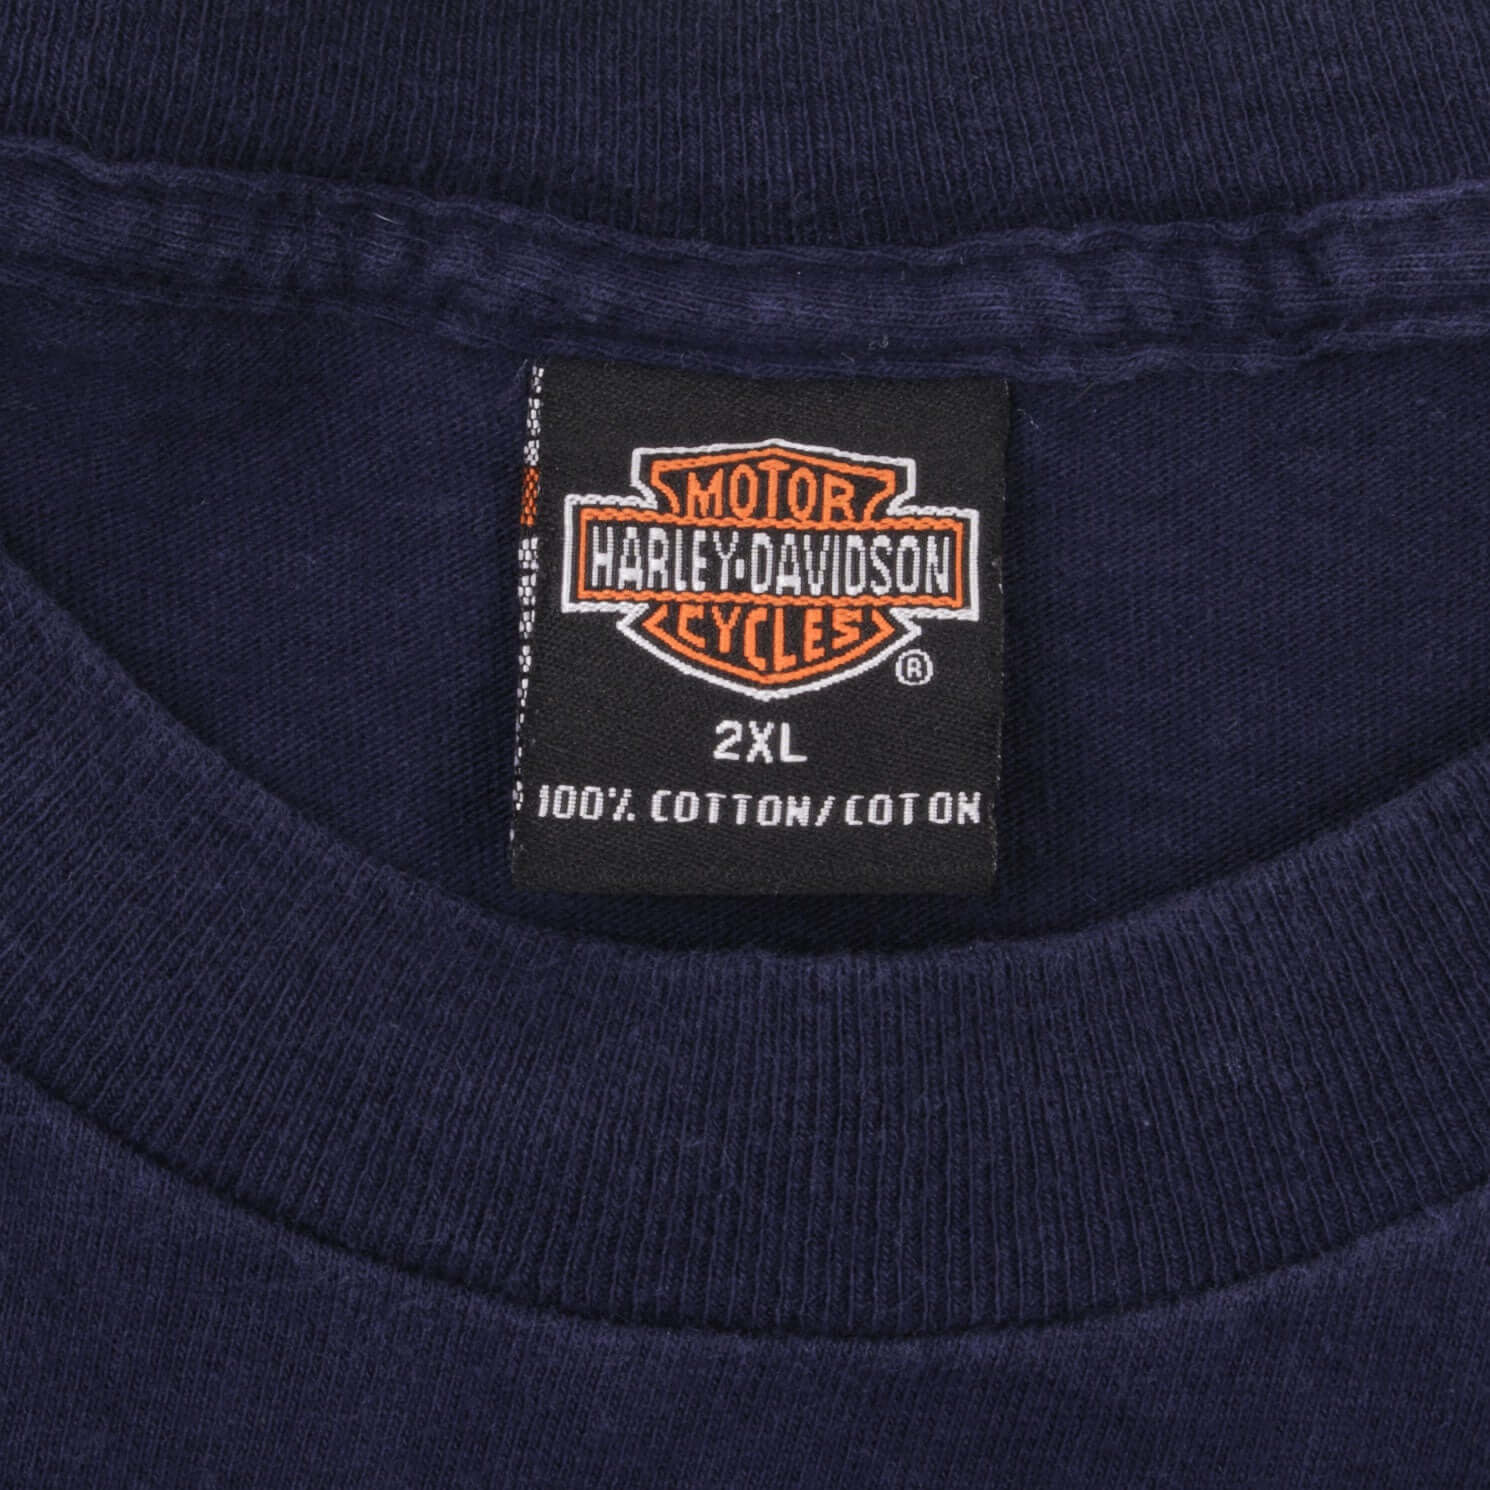 MOTOR
HARLEY-DAVIDSON
CYCLES
®
2XL
100% COTTON/COTON